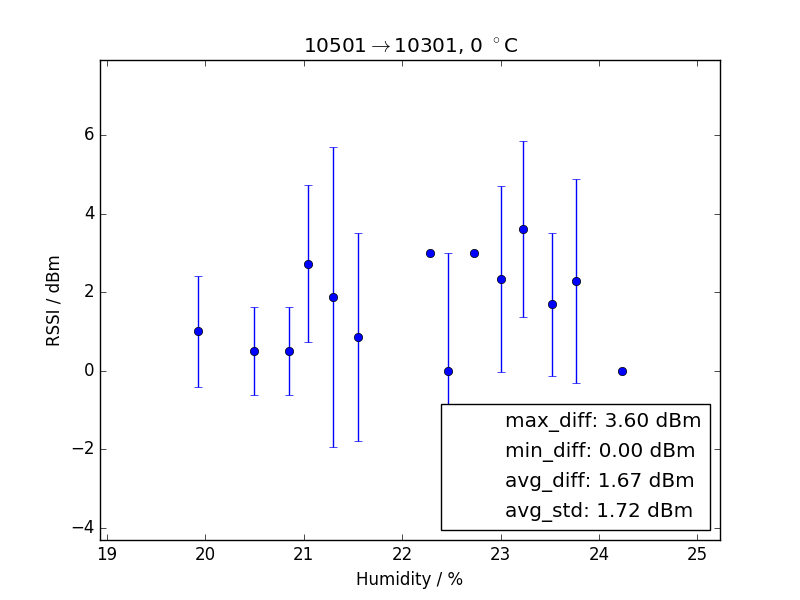 10501→10301, 0 °C
6
4
2
0
−2
−4
RSSI / dBm
max_diff: 3.60 dBm
min_diff: 0.00 dBm
avg_diff: 1.67 dBm
avg_std: 1.72 dBm
19 20 21 22 23 24 25
Humidity / %